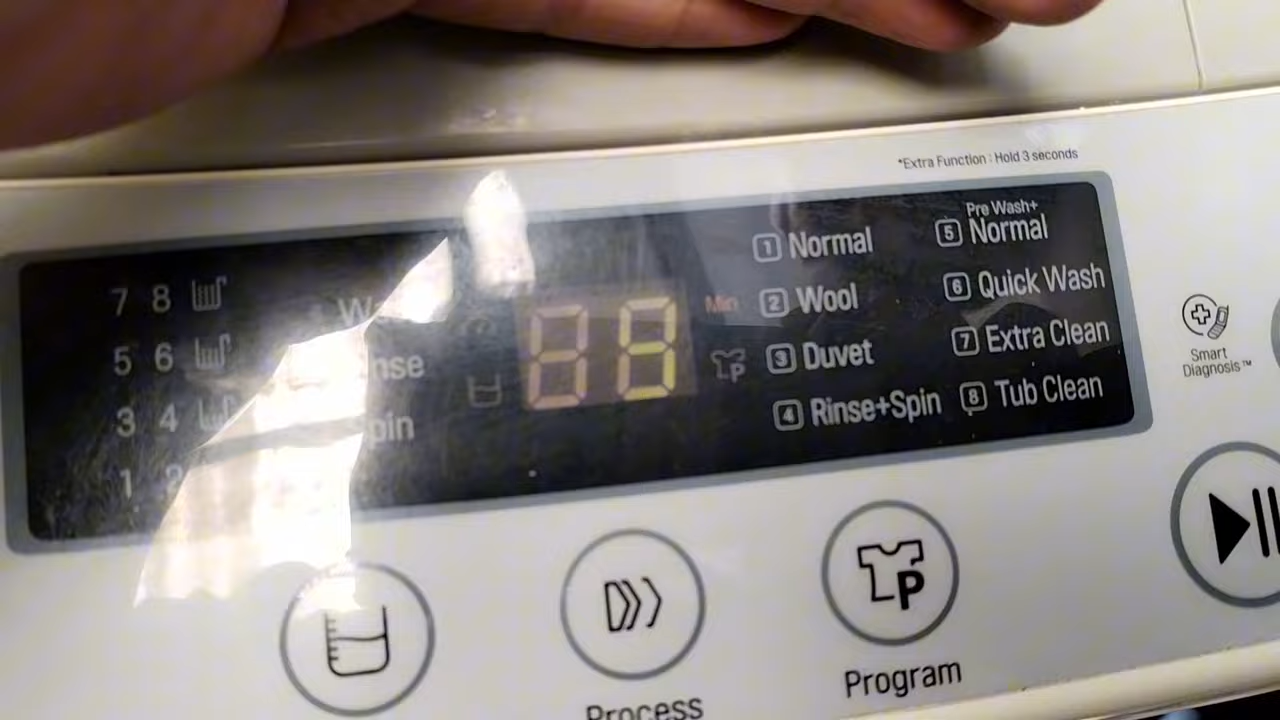 *Extra Function : Hold 3 seconds
7 8
5 6
3 4
1
Min
1 Normal
2 Wool
3 Duvet
4 Rinse+Spin
Pre Wash+
5 Normal
6 Quick Wash
7 Extra Clean
8 Tub Clean
Smart
Diagnosis™
P
Process
Program